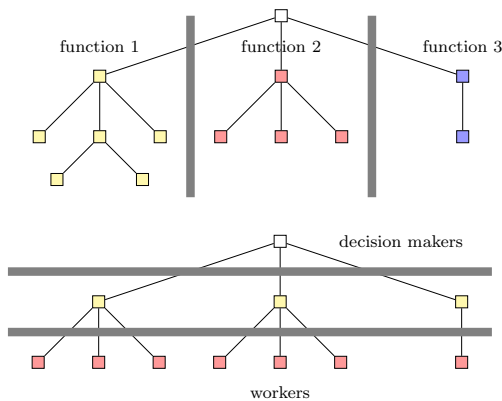 function 1
function 2
function 3
decision makers
workers